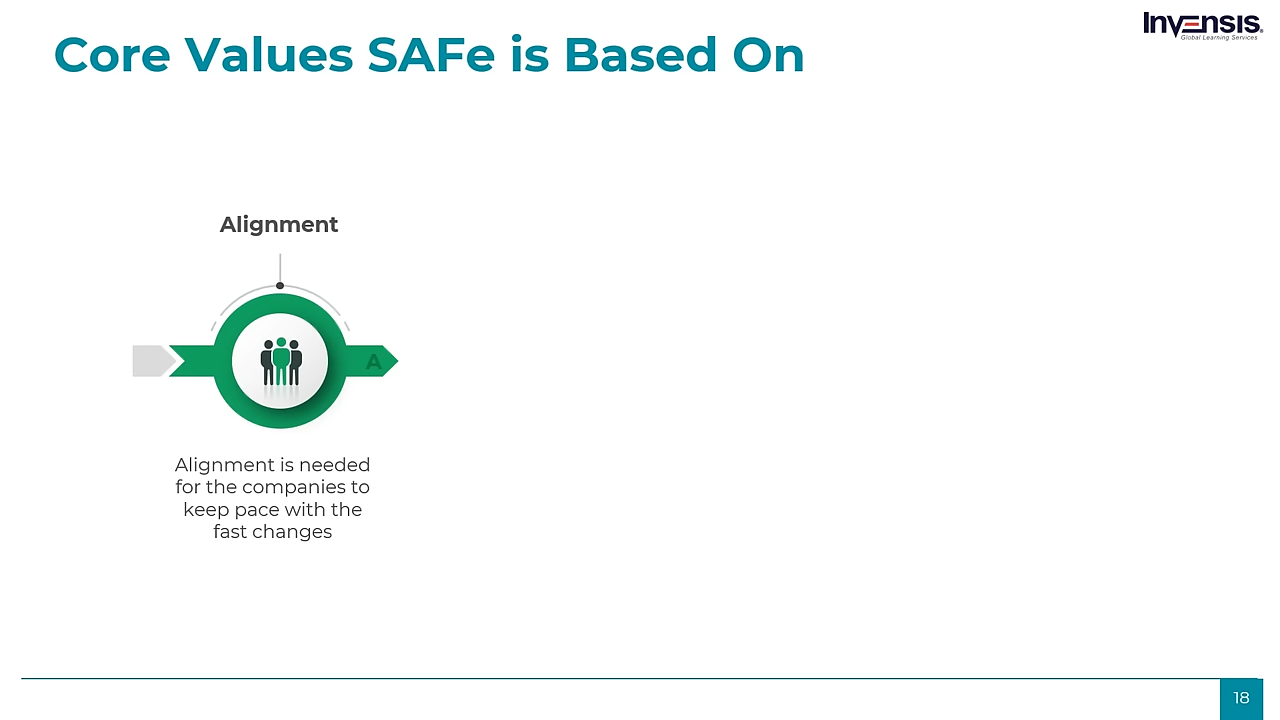 Invensis®
Global Learning Services
Core Values SAFe is Based On
Alignment
A
Alignment is needed
for the companies to
keep pace with the
fast changes
18